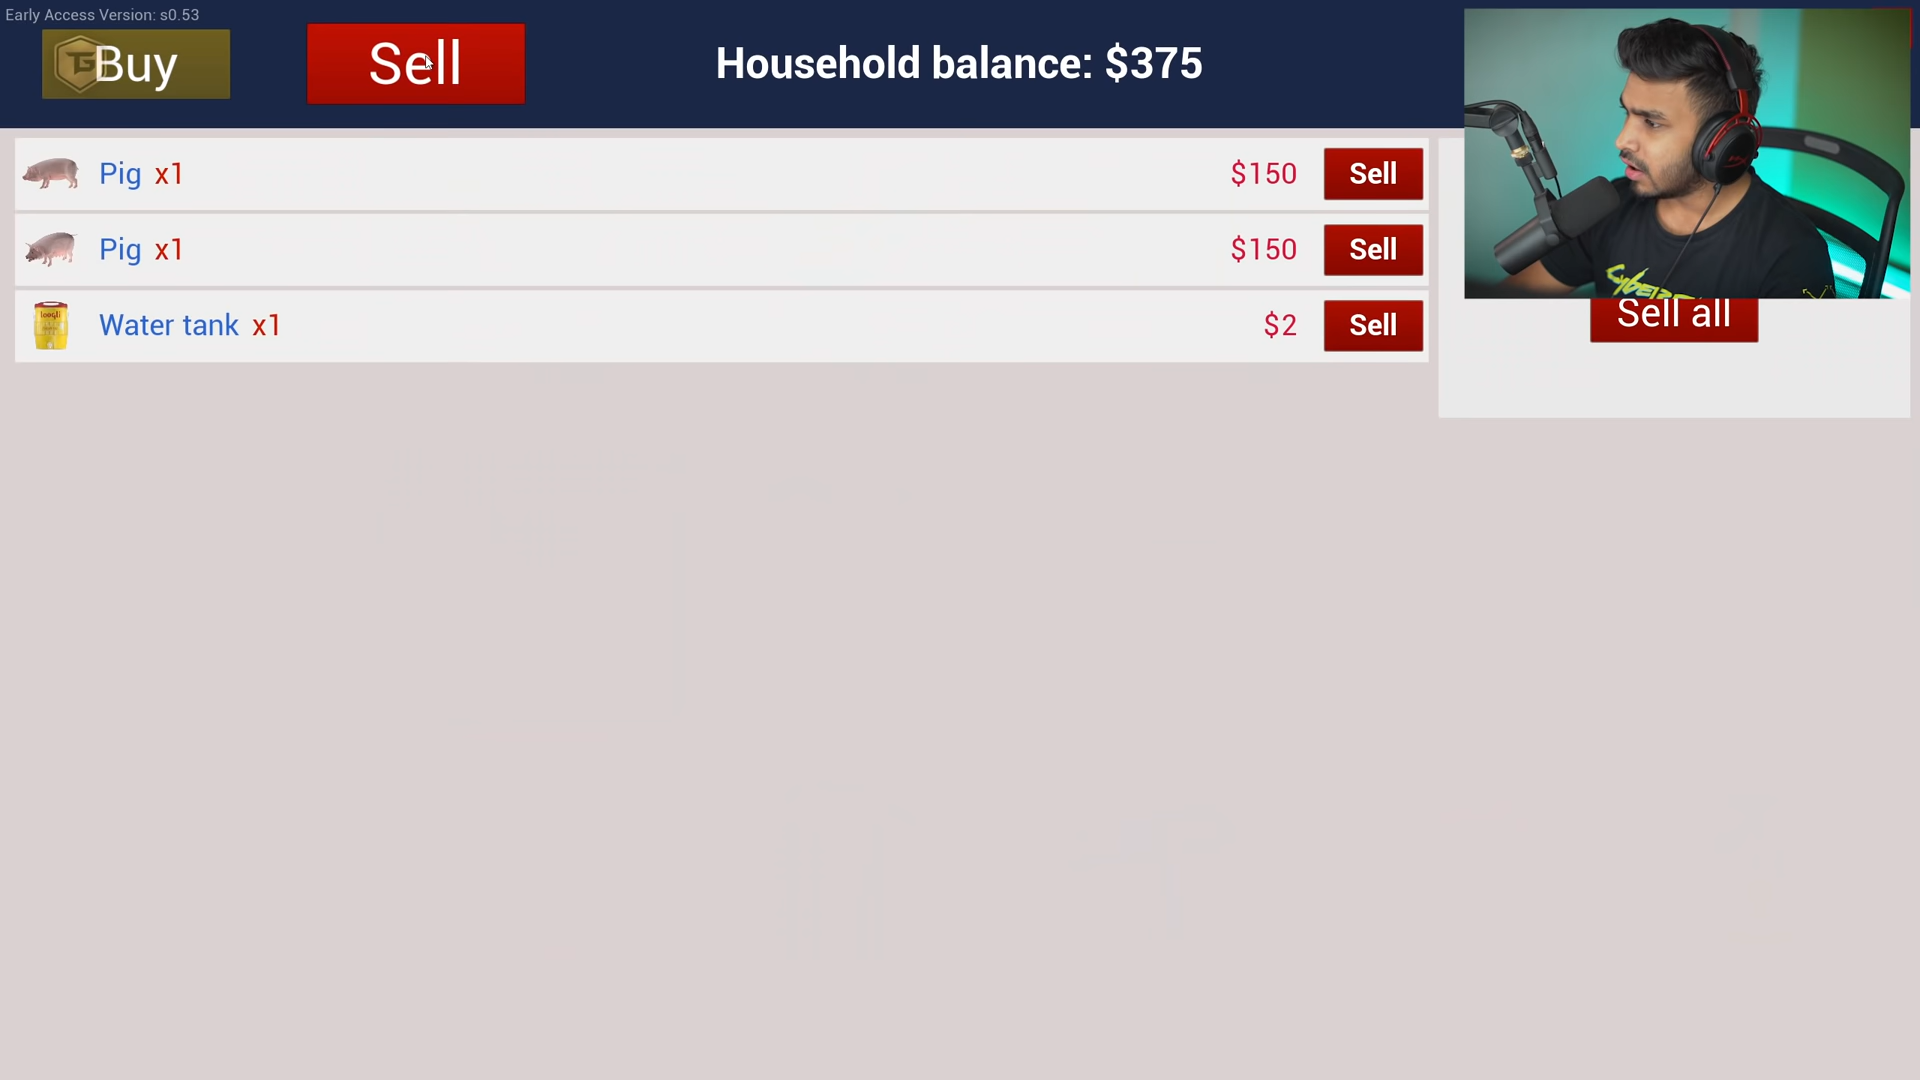 Early Access Version: s0.53
Buy
Sell
Household balance: $375
Pig x1 $150 Sell
Pig x1 $150 Sell
Water tank x1 $2 Sell
Sell all